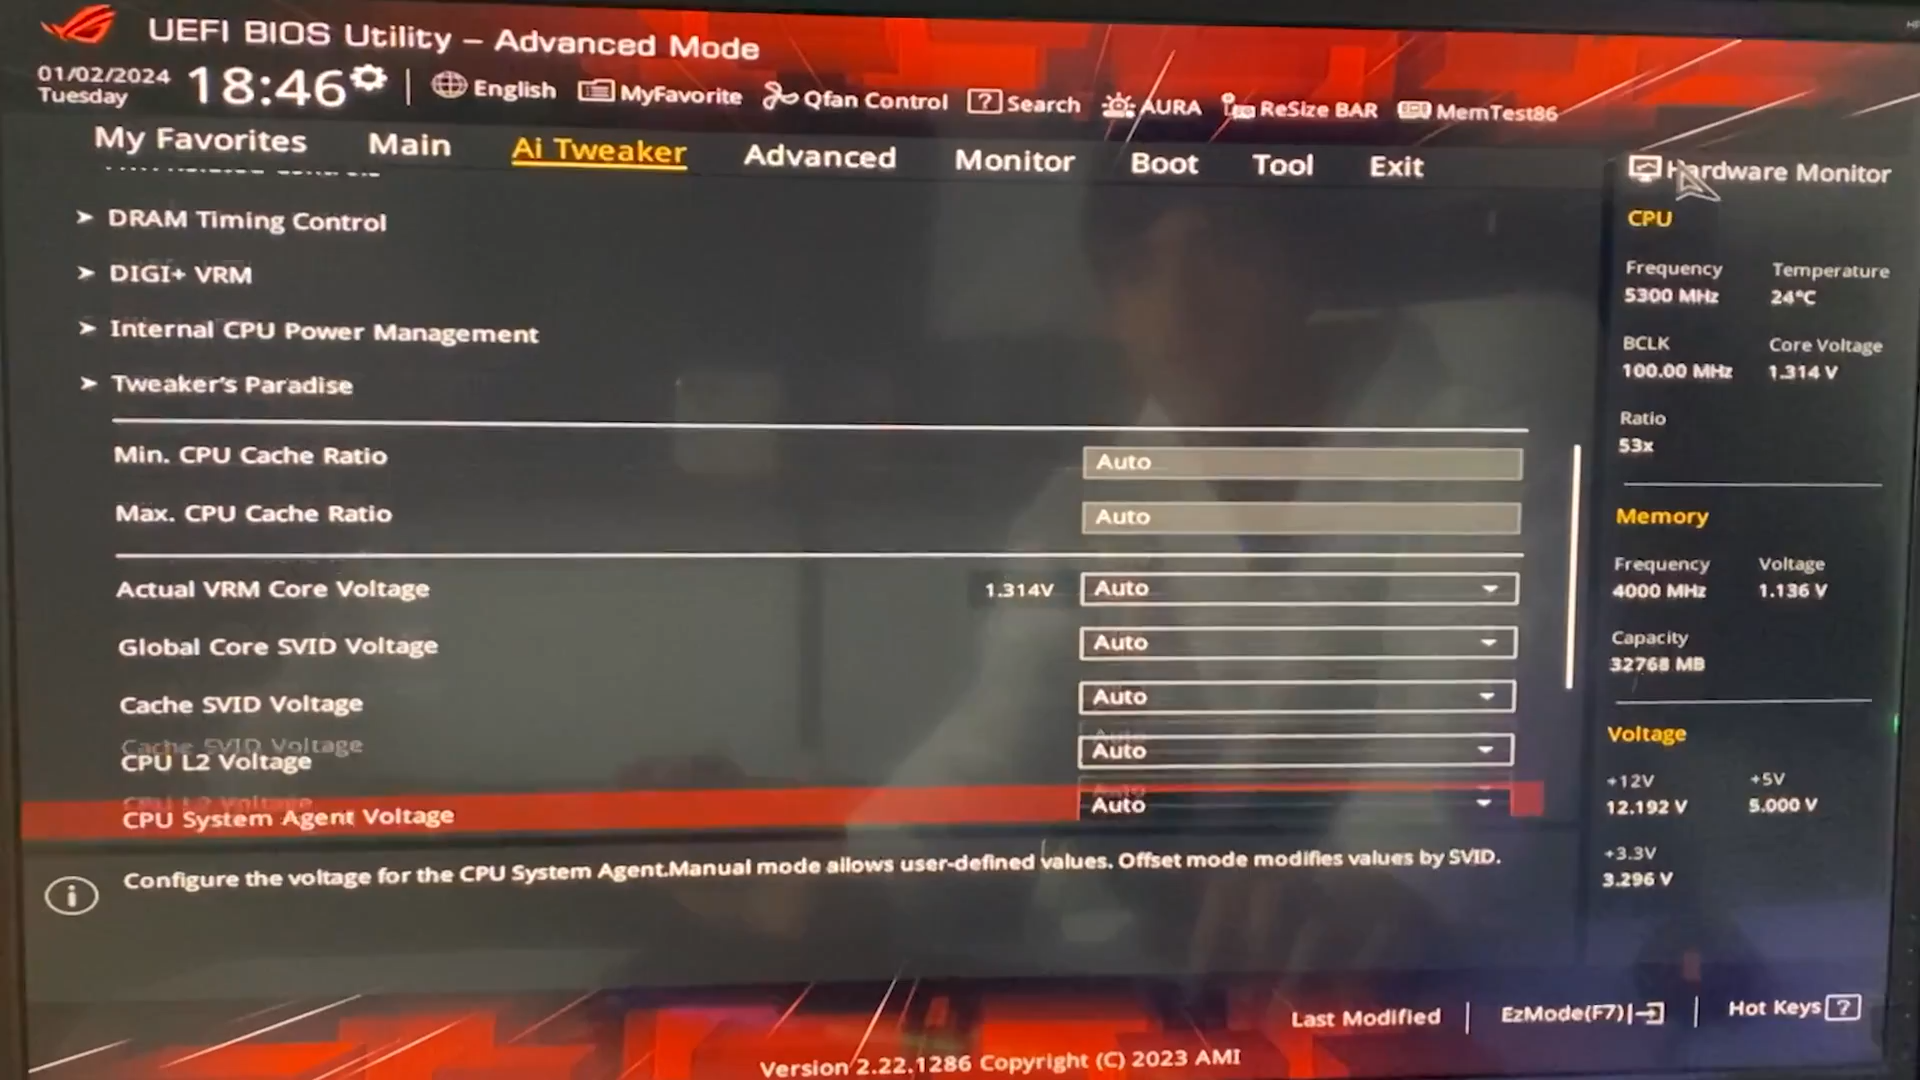 UEFI BIOS Utility – Advanced Mode
01/02/2024
Tuesday
18:46
English
MyFavorite
Qfan Control
? Search
AURA
ReSize BAR
MemTest86
My Favorites
Main
Ai Tweaker
Advanced
Monitor
Boot
Tool
Exit
DRAM Timing Control
DIGI+ VRM
Internal CPU Power Management
Tweaker's Paradise
Min. CPU Cache Ratio Auto
Max. CPU Cache Ratio Auto
Actual VRM Core Voltage 1.314V Auto
Global Core SVID Voltage Auto
Cache SVID Voltage Auto
Cache SVID Voltage
CPU L2 Voltage Auto
CPU L2 Voltage
CPU System Agent Voltage Auto
Configure the voltage for the CPU System Agent.Manual mode allows user-defined values. Offset mode modifies values by SVID.
Hardware Monitor
CPU
Frequency Temperature
5300 MHz 24°C
BCLK Core Voltage
100.00 MHz 1.314 V
Ratio
53x
Memory
Frequency Voltage
4000 MHz 1.136 V
Capacity
32768 MB
Voltage
+12V +5V
12.192 V 5.000 V
+3.3V
3.296 V
Last Modified
EzMode(F7)
Hot Keys ?
Version 2.22.1286 Copyright (C) 2023 AMI